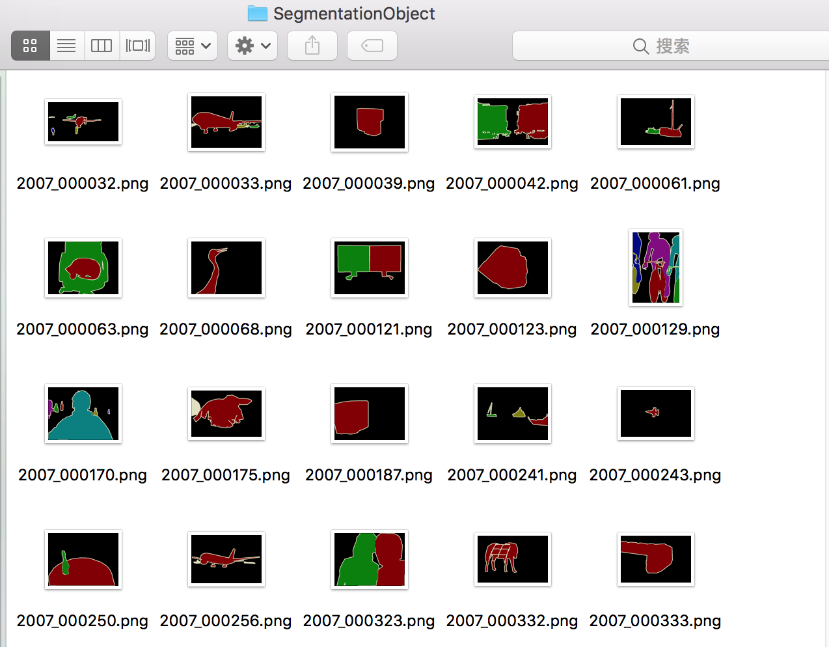 SegmentationObject
搜索
2007_000032.png 2007_000033.png 2007_000039.png 2007_000042.png 2007_000061.png
2007_000063.png 2007_000068.png 2007_000121.png 2007_000123.png 2007_000129.png
2007_000170.png 2007_000175.png 2007_000187.png 2007_000241.png 2007_000243.png
2007_000250.png 2007_000256.png 2007_000323.png 2007_000332.png 2007_000333.png